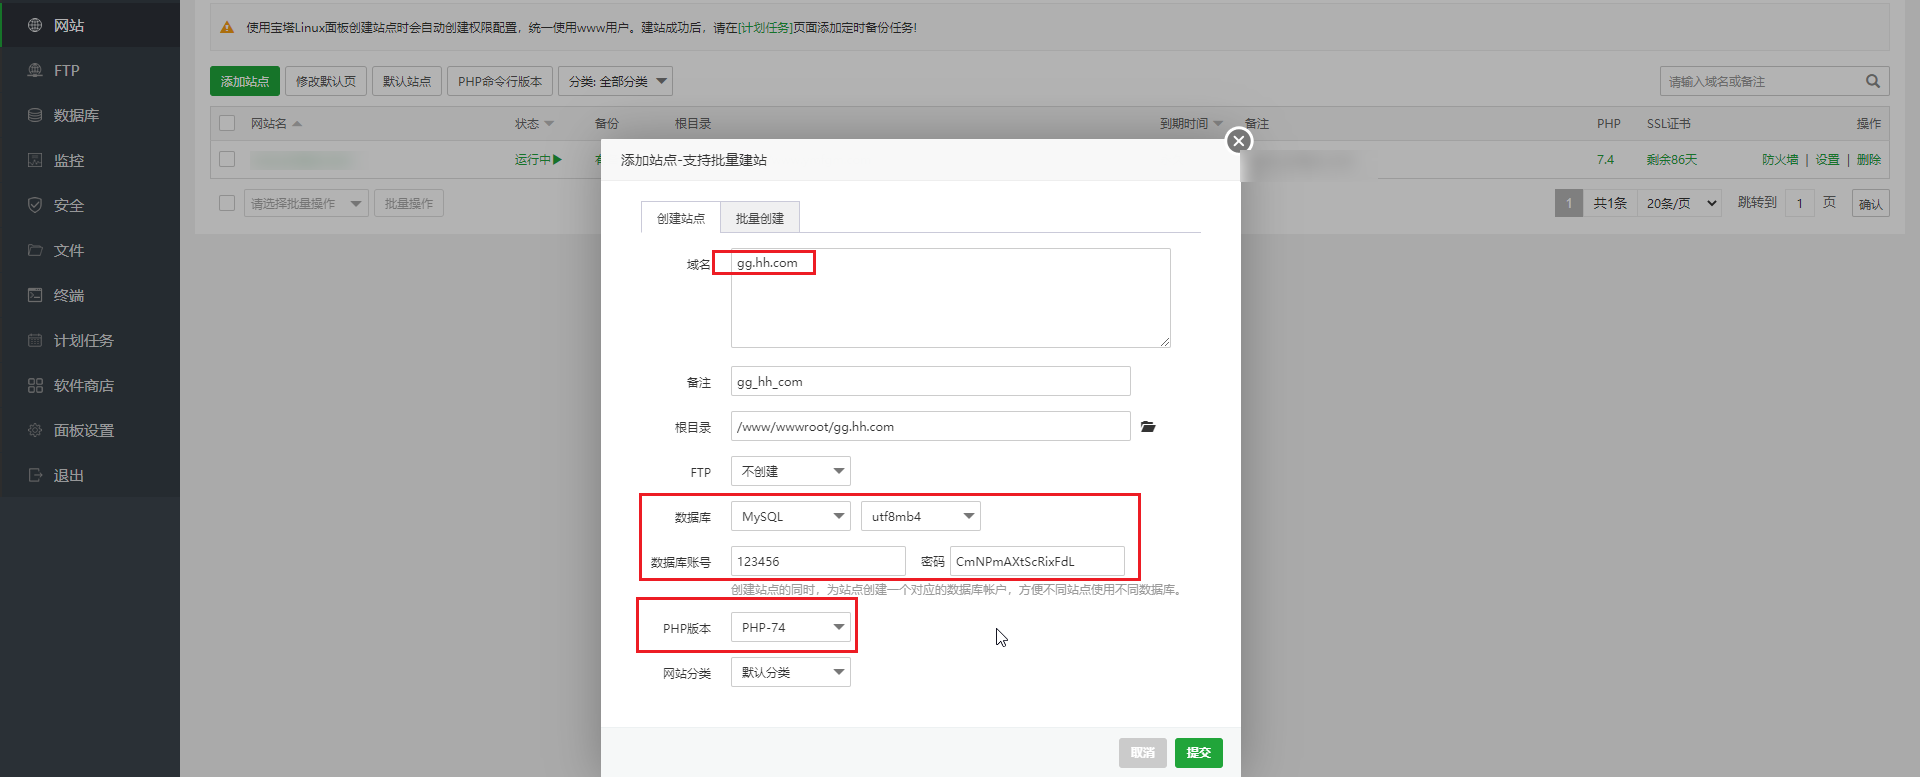 网站
FTP
数据库
监控
安全
文件
终端
计划任务
软件商店
面板设置
退出
使用宝塔Linux面板创建站点时会自动创建权限配置，统一使用www用户。建站成功后，请在[计划任务]页面添加定时备份任务!
添加站点 修改默认页 默认站点 PHP命令行版本 分类: 全部分类 请输入域名或备注
网站名 状态 备份 根目录 到期时间 备注 PHP SSL证书 操作
运行中 7.4 剩余86天 防火墙 | 设置 | 删除
请选择批量操作 批量操作 1 共1条 20条/页 跳转到 1 页 确认
添加站点-支持批量建站
创建站点 批量创建
域名 gg.hh.com
备注 gg_hh_com
根目录 /www/wwwroot/gg.hh.com
FTP 不创建
数据库 MySQL utf8mb4
数据库账号 123456 密码 CmNPmAXtScRixFdL
创建站点的同时，为站点创建一个对应的数据库帐户，方便不同站点使用不同数据库。
PHP版本 PHP-74
网站分类 默认分类
取消 提交